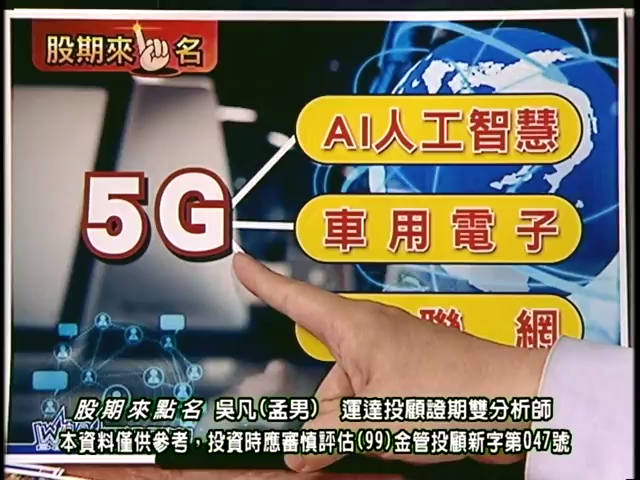 股期來名
AI人工智慧
5G
車用電子
聯網
股期來點名 吳凡(孟男) 運達投顧證期雙分析師
本資料僅供參考，投資時應審慎評估(99)金管投顧新字第047號